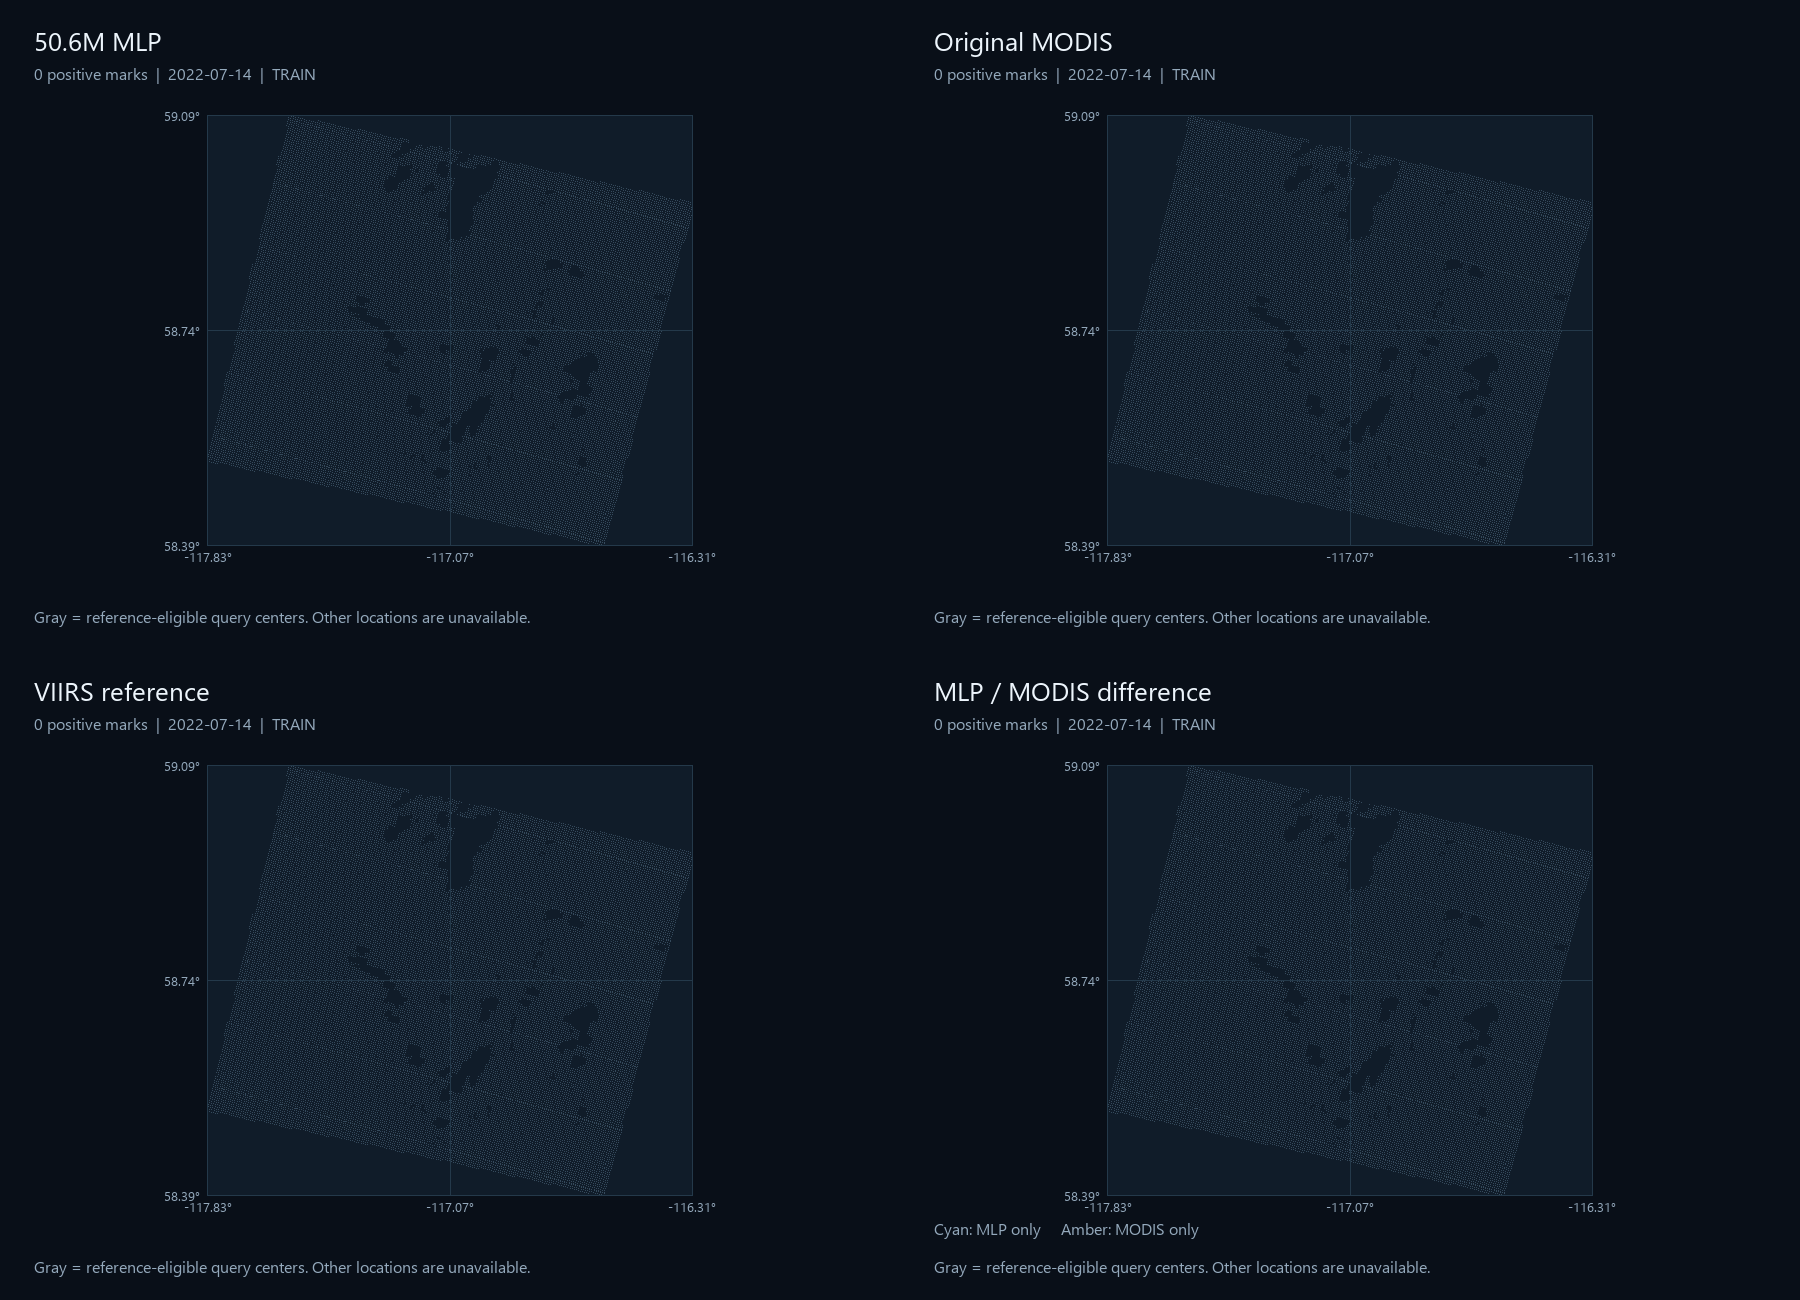 50.6M MLP
0 positive marks | 2022-07-14 | TRAIN
59.09°
58.74°
58.39°
-117.83°
-117.07°
-116.31°
Gray = reference-eligible query centers. Other locations are unavailable.
Original MODIS
0 positive marks | 2022-07-14 | TRAIN
59.09°
58.74°
58.39°
-117.83°
-117.07°
-116.31°
Gray = reference-eligible query centers. Other locations are unavailable.
VIIRS reference
0 positive marks | 2022-07-14 | TRAIN
59.09°
58.74°
58.39°
-117.83°
-117.07°
-116.31°
Gray = reference-eligible query centers. Other locations are unavailable.
MLP / MODIS difference
0 positive marks | 2022-07-14 | TRAIN
59.09°
58.74°
58.39°
-117.83°
-117.07°
-116.31°
Cyan: MLP only Amber: MODIS only
Gray = reference-eligible query centers. Other locations are unavailable.